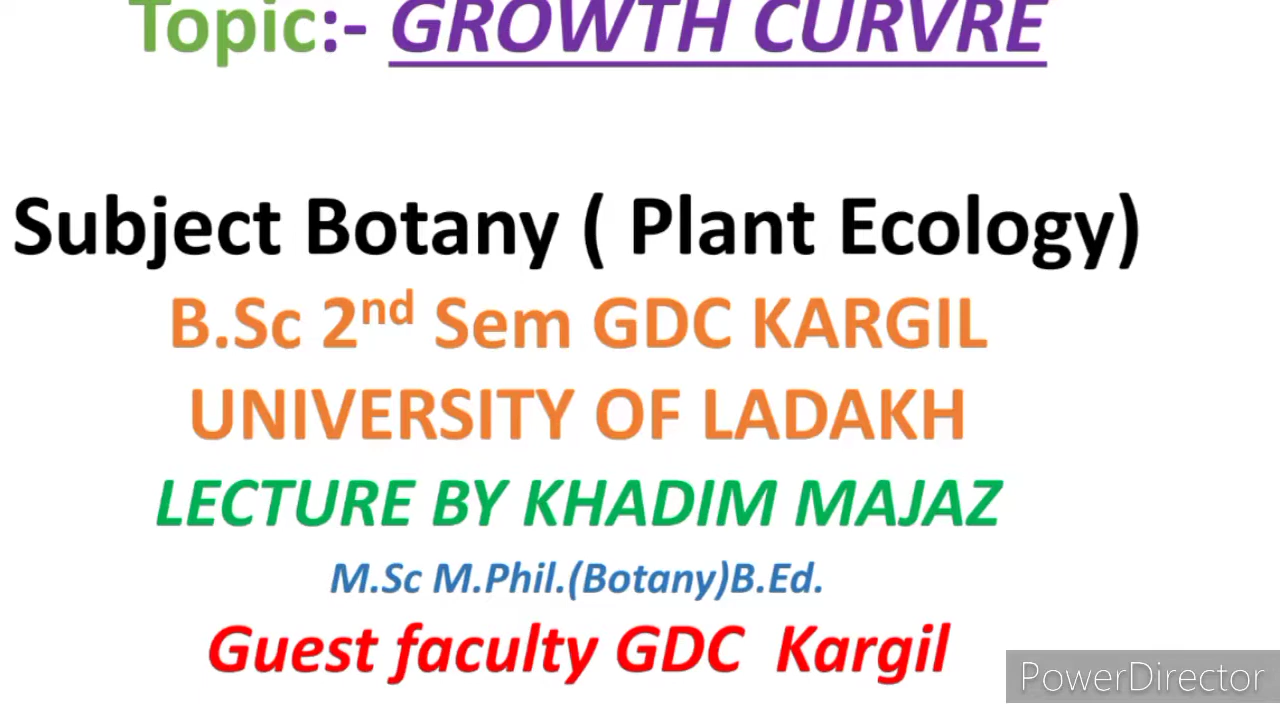 Topic:- GROWTH CURVRE
Subject Botany ( Plant Ecology)
B.Sc 2nd Sem GDC KARGIL
UNIVERSITY OF LADAKH
LECTURE BY KHADIM MAJAZ
M.Sc M.Phil.(Botany)B.Ed.
Guest faculty GDC Kargil
PowerDirector